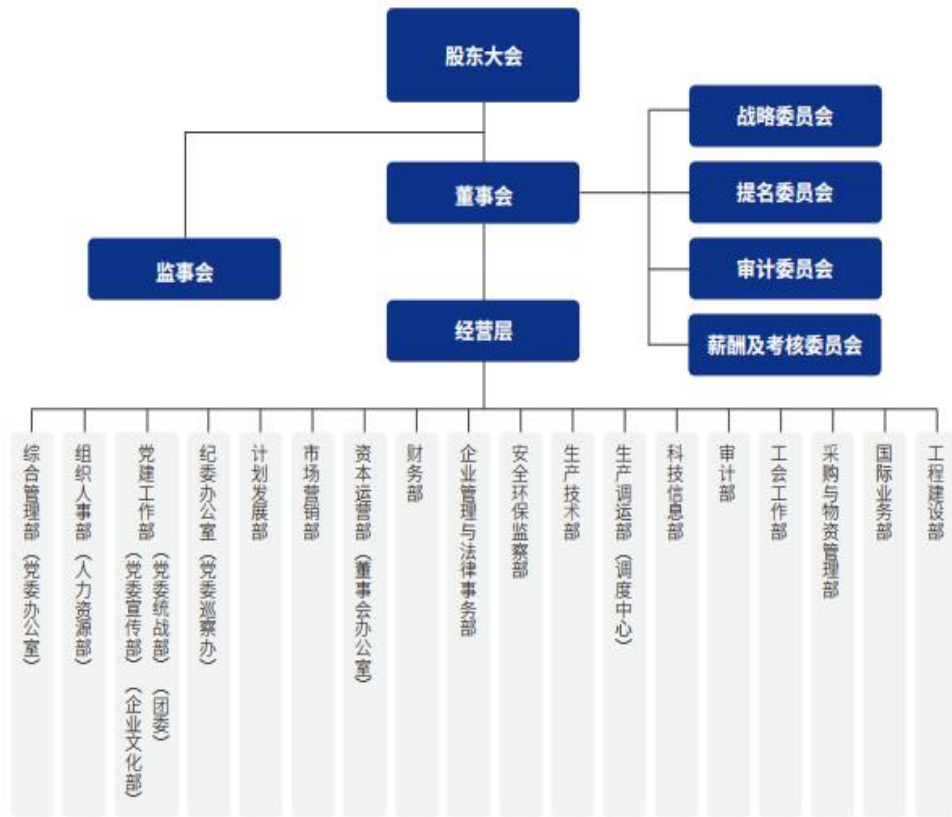 股东大会
战略委员会
董事会
提名委员会
监事会
审计委员会
经营层
薪酬及考核委员会
综合管理部（党委办公室）
组织人事部（人力资源部）
党建工作部
（党委统战部）（团委）
（党委宣传部）（企业文化部）
纪委办公室（党委巡察办）
计划发展部
市场营销部
资本运营部（董事会办公室）
财务部
企业管理与法律事务部
安全环保监察部
生产技术部
生产调运部（调度中心）
科技信息部
审计部
工会工作部
采购与物资管理部
国际业务部
工程建设部